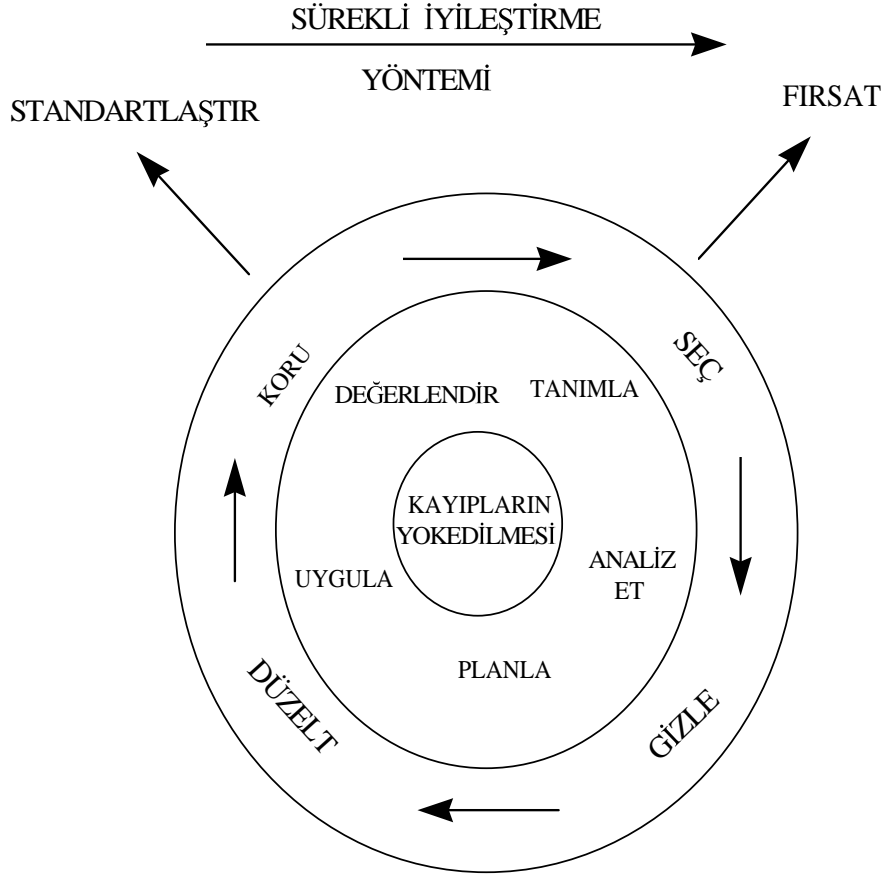 SÜREKLİ İYİLEŞTİRME
YÖNTEMİ
STANDARTLAŞTIR
FIRSAT
KORU
SEÇ
DEĞERLENDİR
TANIMLA
KAYIPLARIN
YOKEDİLMESİ
UYGULA
ANALİZ
ET
PLANLA
DÜZELT
GİZLE